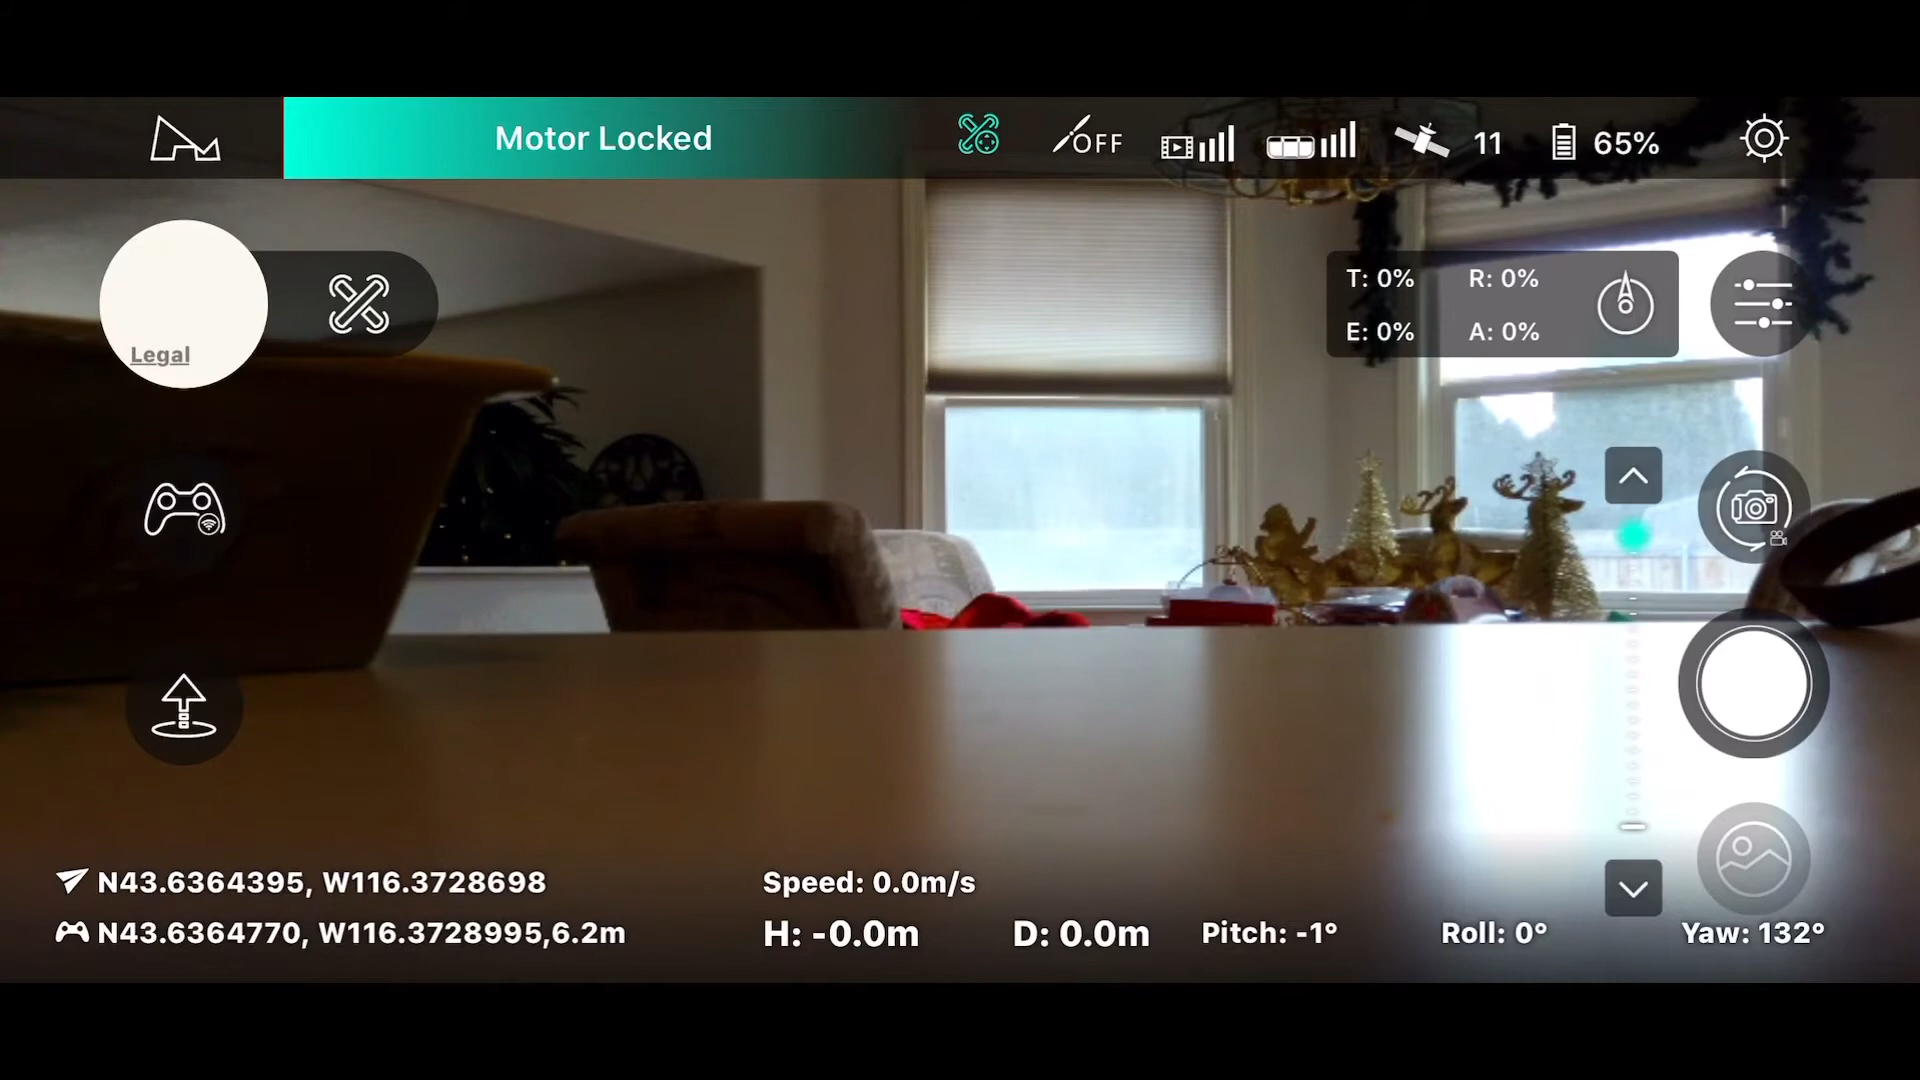 Motor Locked
OFF
11
65%
Legal
T: 0% R: 0%
E: 0% A: 0%
N43.6364395, W116.3728698
N43.6364770, W116.3728995,6.2m
Speed: 0.0m/s
H: -0.0m D: 0.0m Pitch: -1° Roll: 0° Yaw: 132°